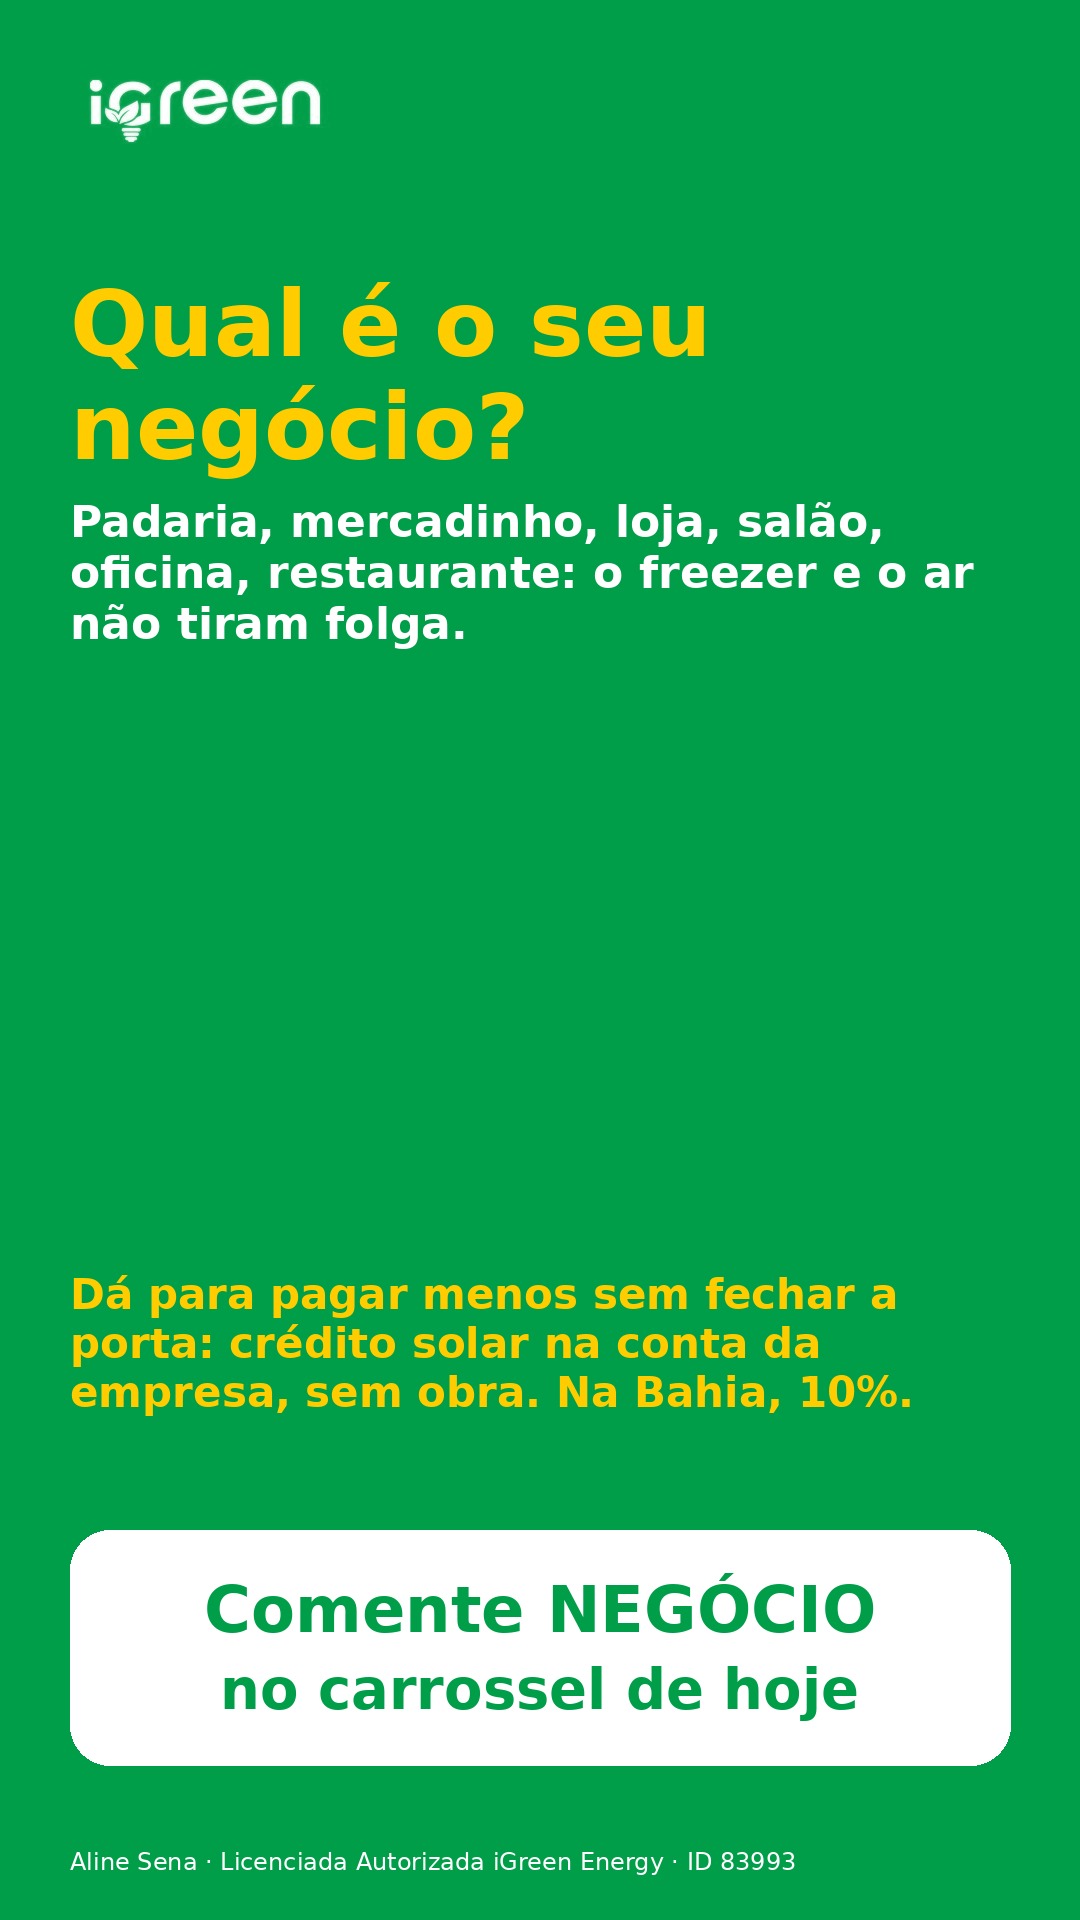 iGreen
Qual é o seu
negócio?
Padaria, mercadinho, loja, salão,
oficina, restaurante: o freezer e o ar
não tiram folga.
Dá para pagar menos sem fechar a
porta: crédito solar na conta da
empresa, sem obra. Na Bahia, 10%.
Comente NEGÓCIO
no carrossel de hoje
Aline Sena · Licenciada Autorizada iGreen Energy · ID 83993